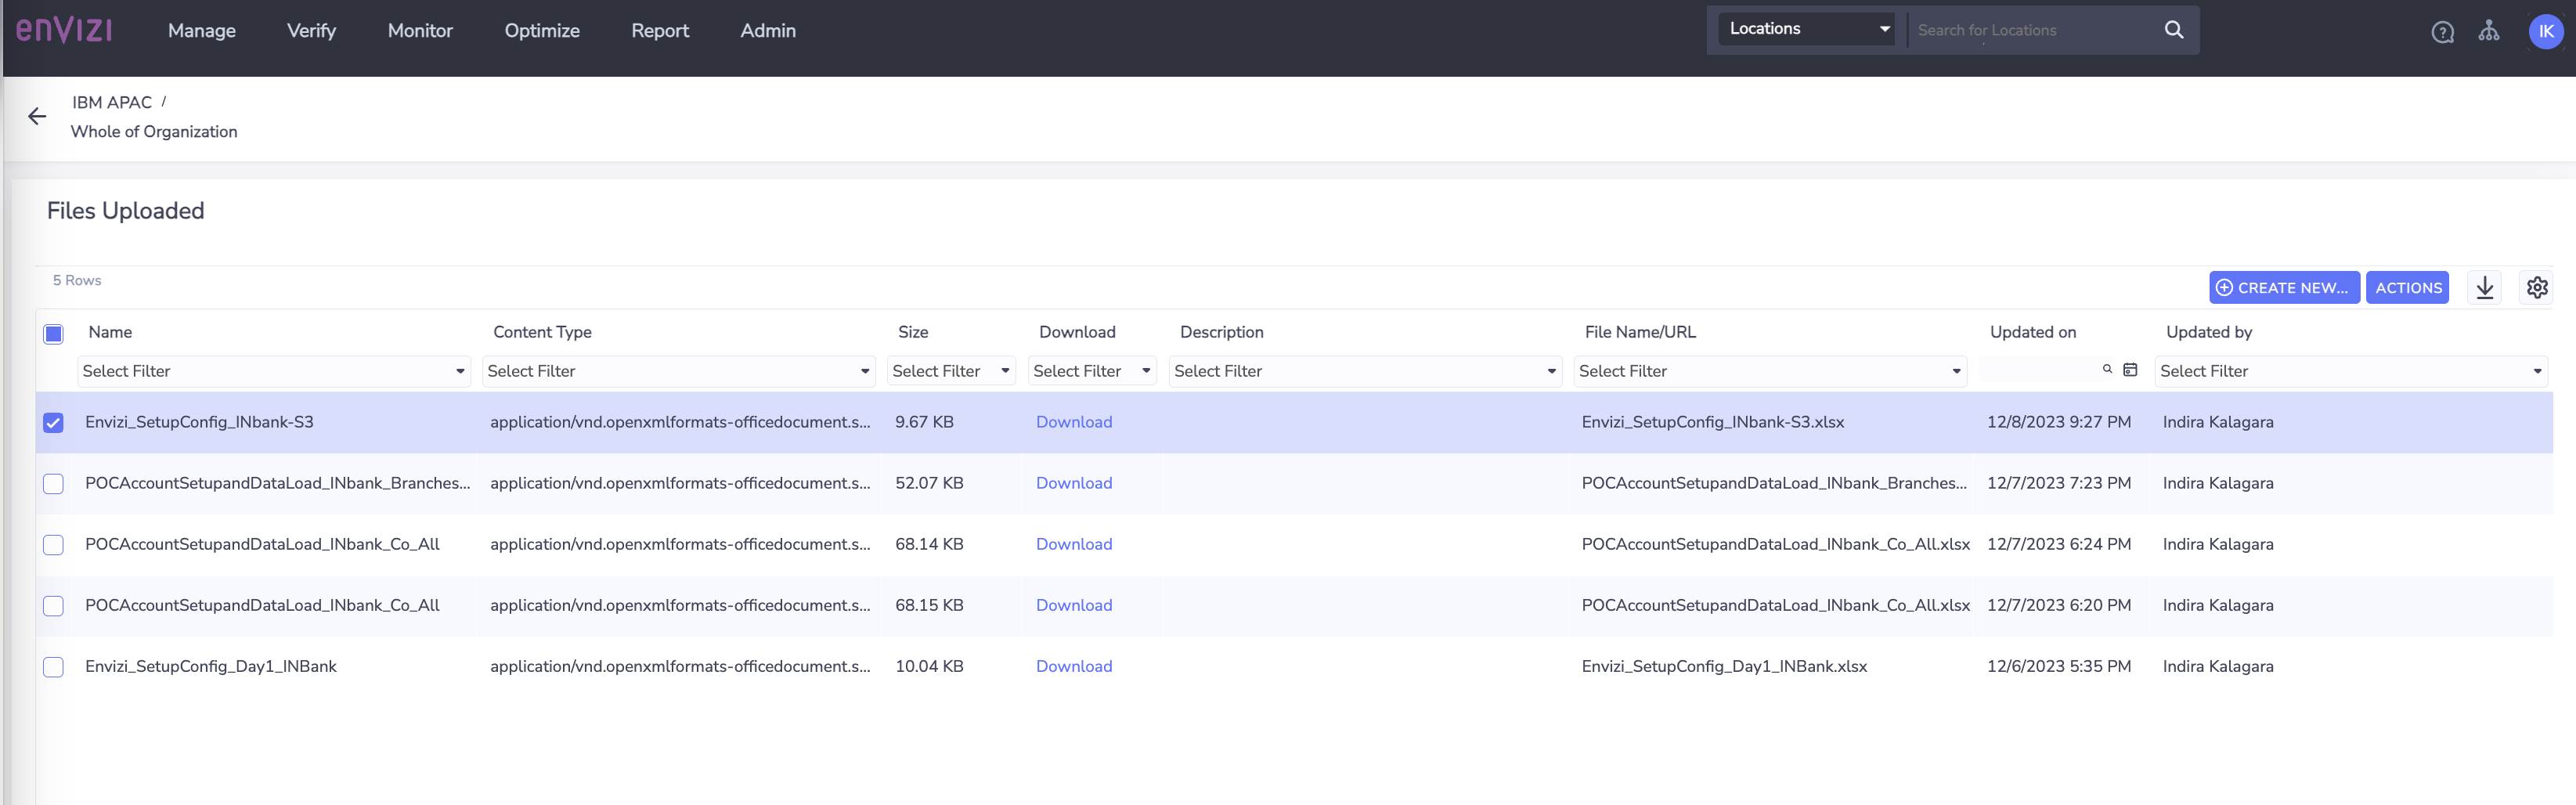 enVIZI Manage Verify Monitor Optimize Report Admin Locations Search for Locations ? IK
IBM APAC /
Whole of Organization
Files Uploaded
5 Rows CREATE NEW... ACTIONS
Name Content Type Size Download Description File Name/URL Updated on Updated by
Select Filter Select Filter Select Filter Select Filter Select Filter Select Filter Select Filter
Envizi_SetupConfig_INbank-S3 application/vnd.openxmlformats-officedocument.s... 9.67 KB Download Envizi_SetupConfig_INbank-S3.xlsx 12/8/2023 9:27 PM Indira Kalagara
POCAccountSetupandDataLoad_INbank_Branches... application/vnd.openxmlformats-officedocument.s... 52.07 KB Download POCAccountSetupandDataLoad_INbank_Branches... 12/7/2023 7:23 PM Indira Kalagara
POCAccountSetupandDataLoad_INbank_Co_All application/vnd.openxmlformats-officedocument.s... 68.14 KB Download POCAccountSetupandDataLoad_INbank_Co_All.xlsx 12/7/2023 6:24 PM Indira Kalagara
POCAccountSetupandDataLoad_INbank_Co_All application/vnd.openxmlformats-officedocument.s... 68.15 KB Download POCAccountSetupandDataLoad_INbank_Co_All.xlsx 12/7/2023 6:20 PM Indira Kalagara
Envizi_SetupConfig_Day1_INBank application/vnd.openxmlformats-officedocument.s... 10.04 KB Download Envizi_SetupConfig_Day1_INBank.xlsx 12/6/2023 5:35 PM Indira Kalagara